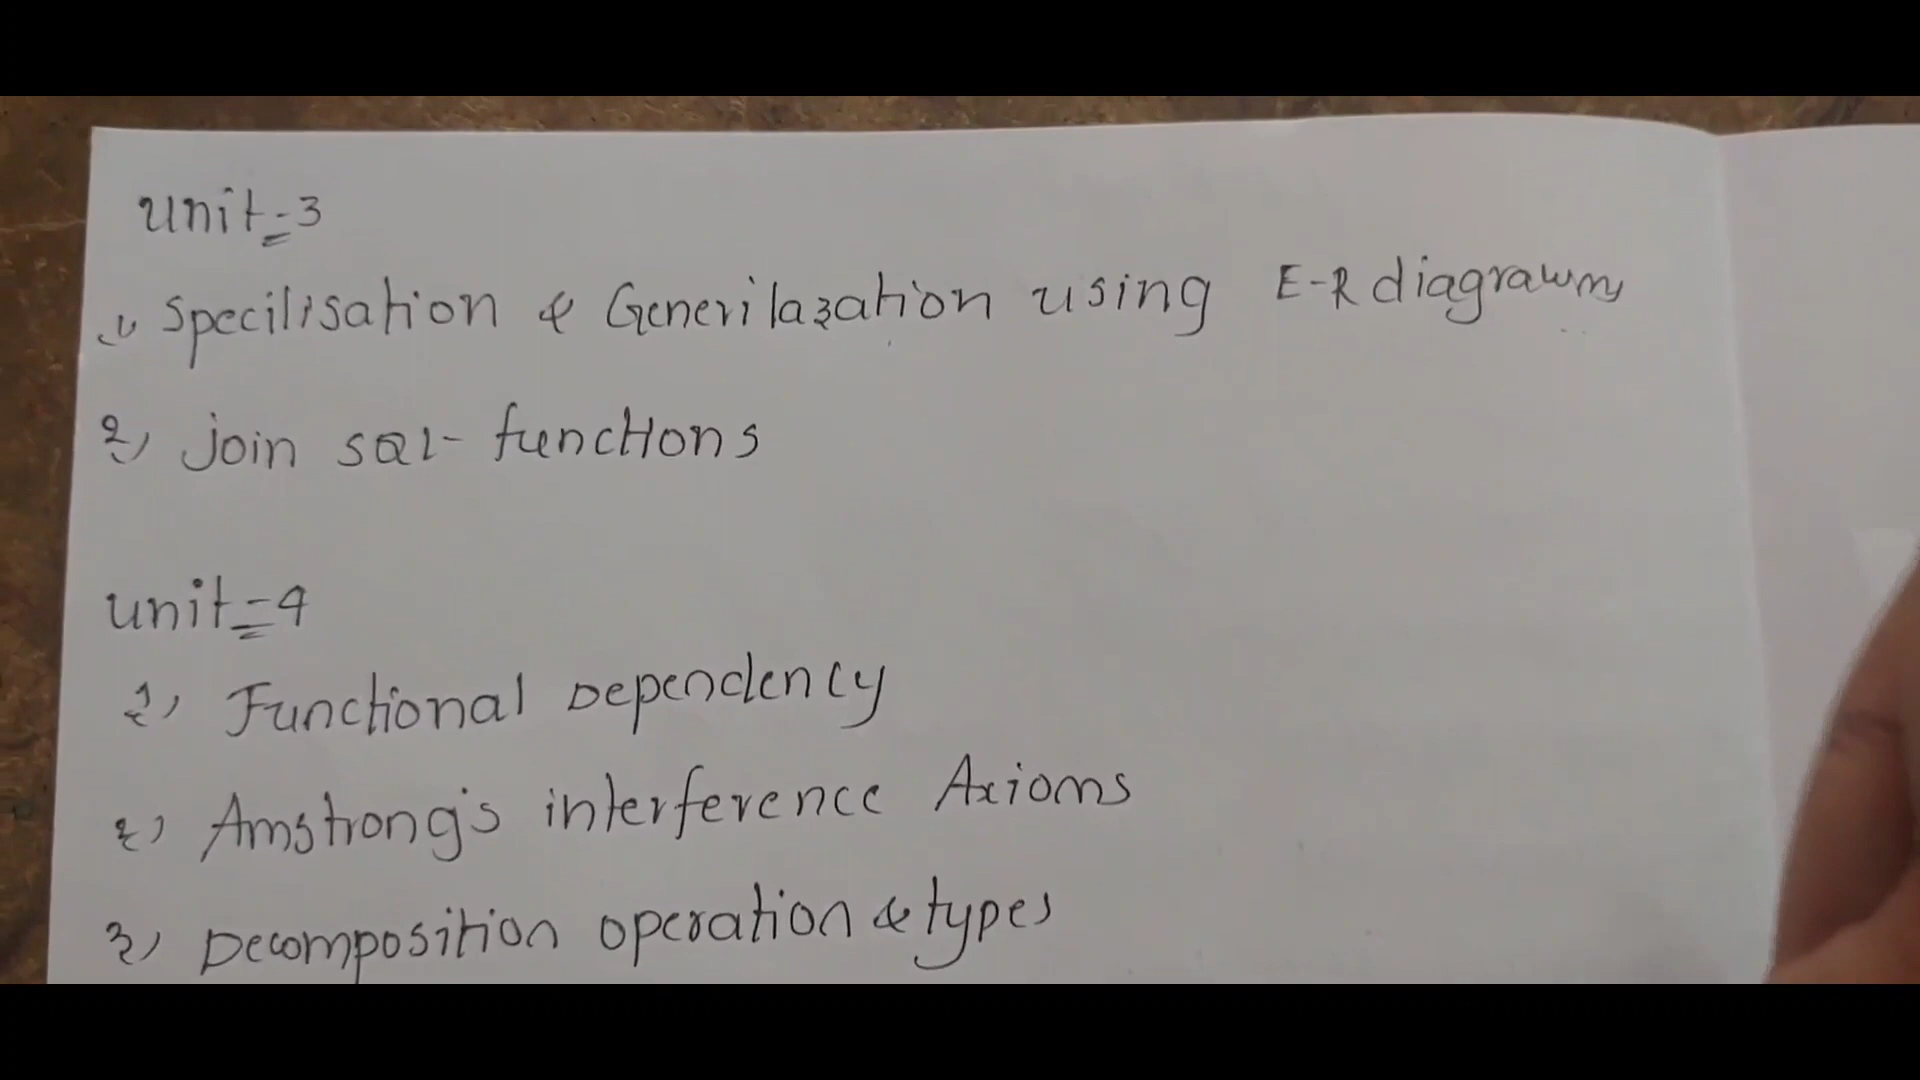 unit-3
1) Specilisation & Generilazation using E-R diagrawm
2) join SQL functions
unit-4
1) Functional Dependency
2) Amstrong's interference Axioms
3) Decomposition operation & types